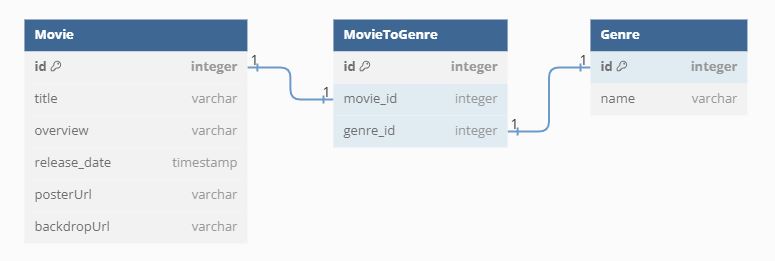 Movie
id integer
title varchar
overview varchar
release_date timestamp
posterUrl varchar
backdropUrl varchar
1
1
MovieToGenre
id integer
movie_id integer
genre_id integer
1
1
Genre
id integer
name varchar